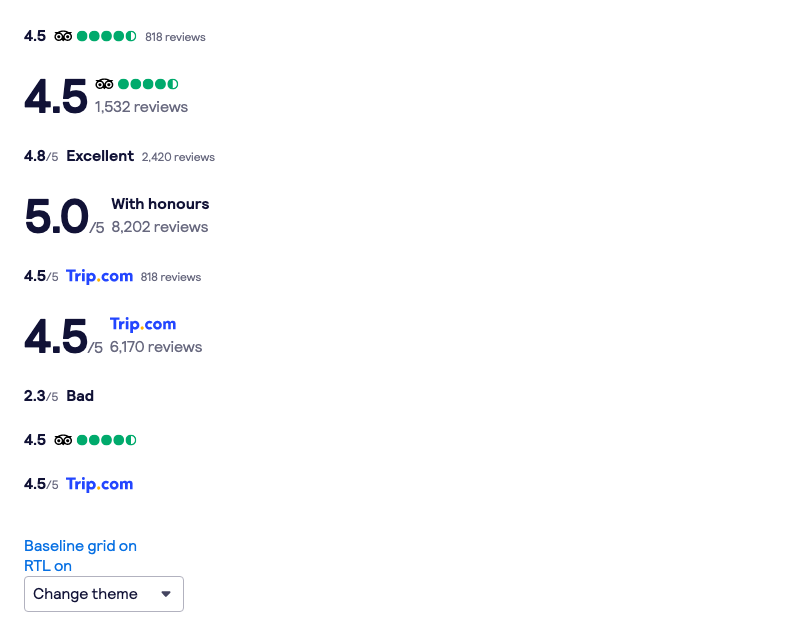 4.5 818 reviews
4.5 1,532 reviews
4.8/5 Excellent 2,420 reviews
5.0/5 With honours
8,202 reviews
4.5/5 Trip.com 818 reviews
4.5/5 Trip.com
6,170 reviews
2.3/5 Bad
4.5
4.5/5 Trip.com
Baseline grid on
RTL on
Change theme